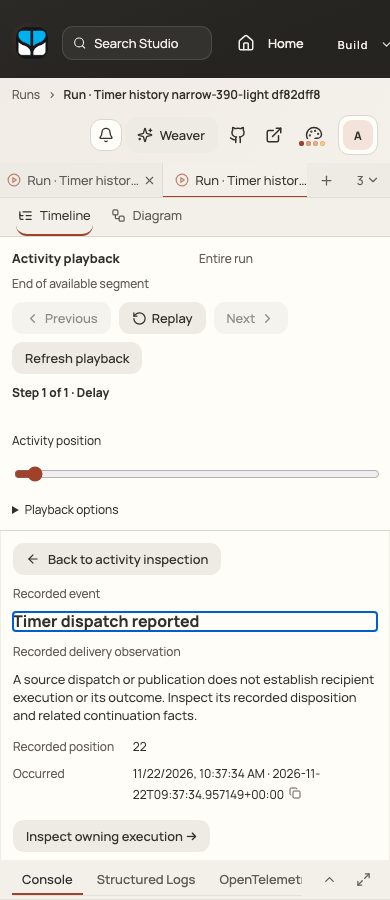 Search Studio
Home
Build
Runs > Run · Timer history narrow-390-light df82dff8
Weaver
A
Run · Timer histor...
Run · Timer histor...
3
Timeline
Diagram
Activity playback
Entire run
End of available segment
Previous
Replay
Next
Refresh playback
Step 1 of 1 · Delay
Activity position
Playback options
Back to activity inspection
Recorded event
Timer dispatch reported
Recorded delivery observation
A source dispatch or publication does not establish recipient
execution or its outcome. Inspect its recorded disposition
and related continuation facts.
Recorded position 22
Occurred 11/22/2026, 10:37:34 AM · 2026-11-
22T09:37:34.957149+00:00
Inspect owning execution →
Console
Structured Logs
OpenTelemet